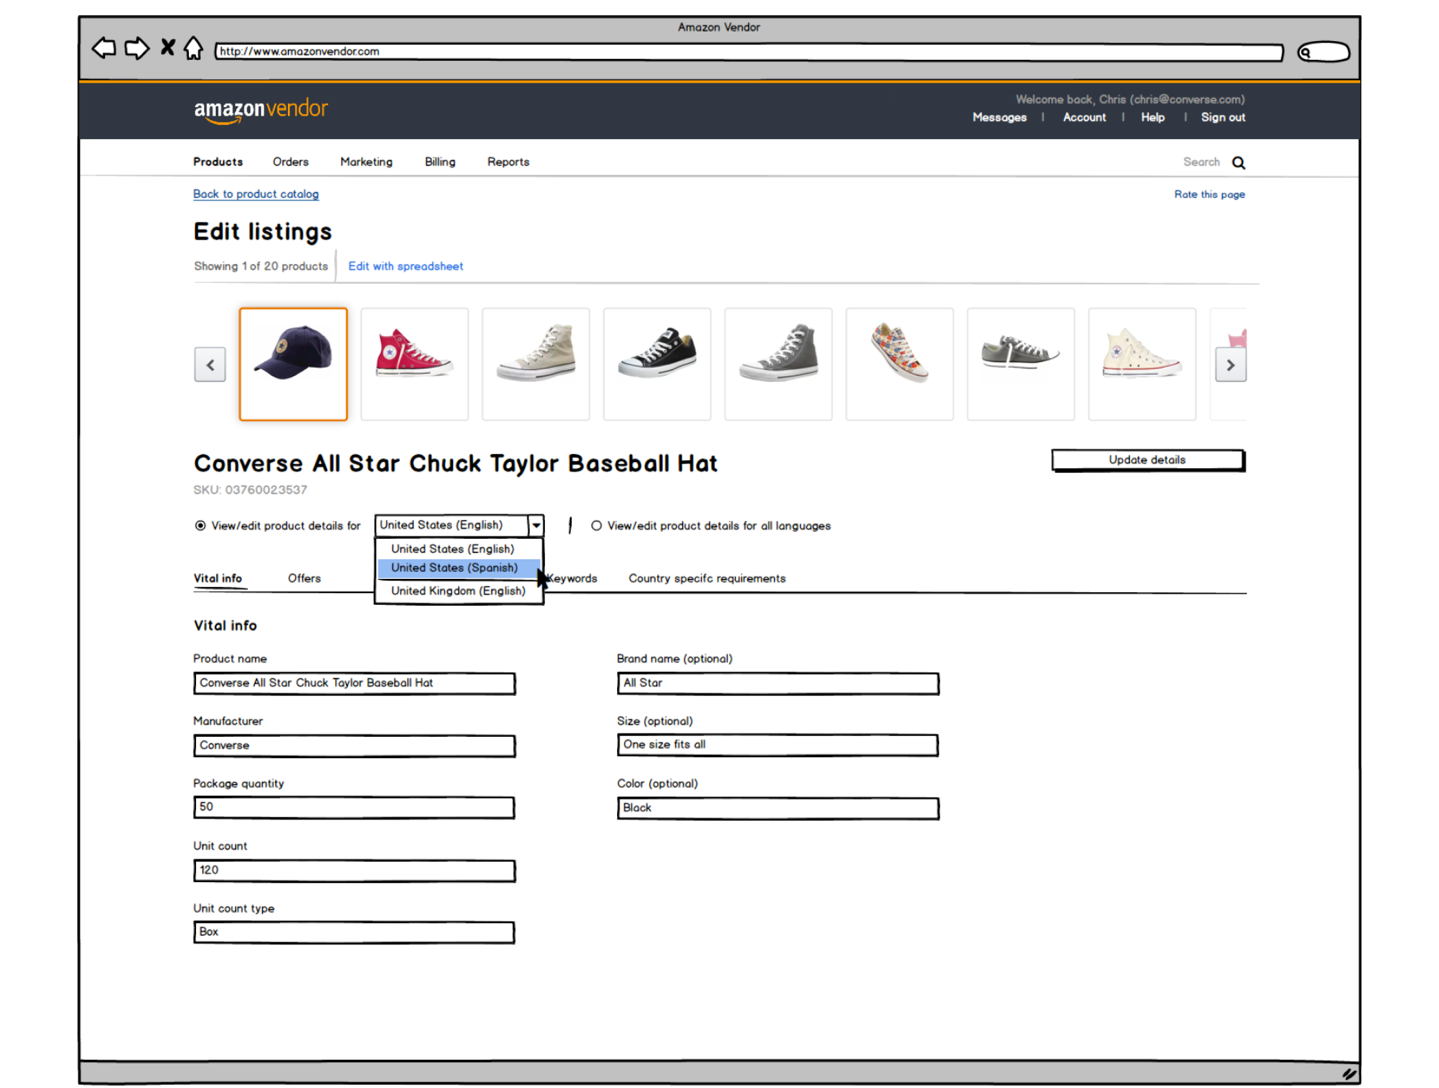 Amazon Vendor
http://www.amazonvendor.com
amazonvendor
Welcome back, Chris (chris@converse.com)
Messages | Account | Help | Sign out
Products Orders Marketing Billing Reports Search
Back to product catalog Rate this page
Edit listings
Showing 1 of 20 products Edit with spreadsheet
Converse All Star Chuck Taylor Baseball Hat Update details
SKU: 03760023537
View/edit product details for United States (English) | View/edit product details for all languages
United States (English)
United States (Spanish)
United Kingdom (English)
Vital info Offers Keywords Country specifc requirements
Vital info
Product name Brand name (optional)
Converse All Star Chuck Taylor Baseball Hat All Star
Manufacturer Size (optional)
Converse One size fits all
Package quantity Color (optional)
50 Black
Unit count
120
Unit count type
Box